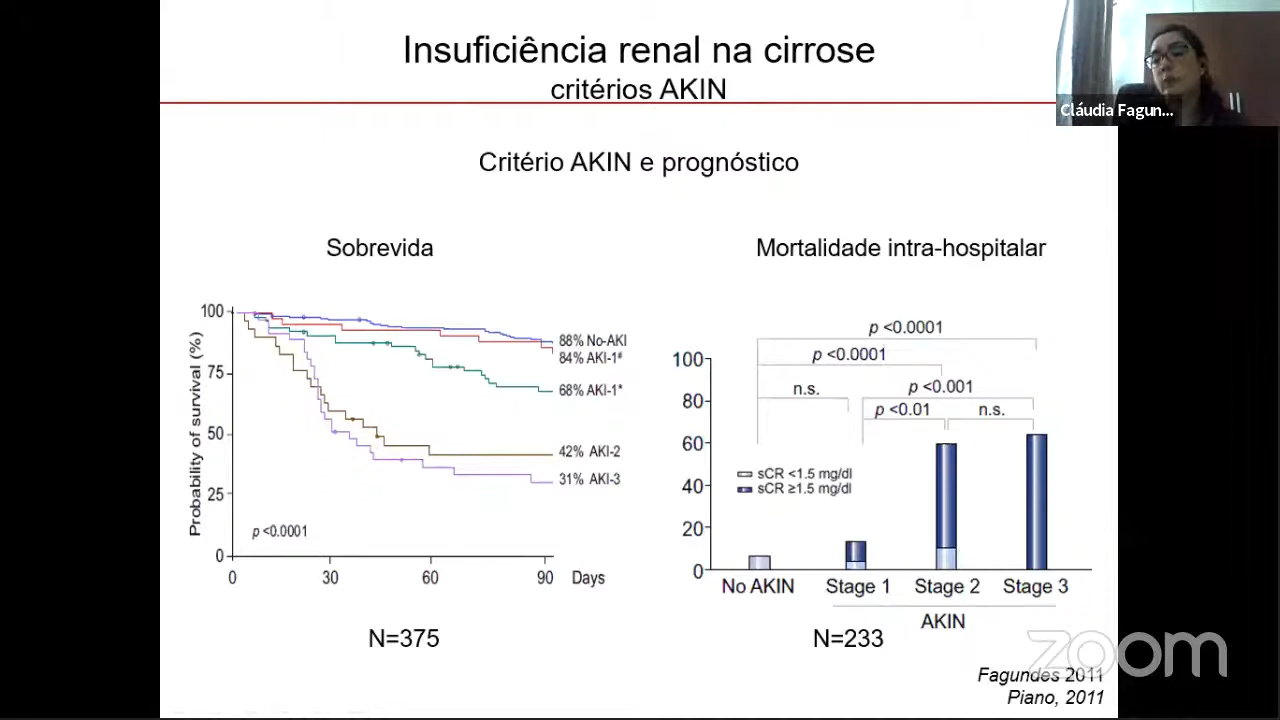 Insuficiência renal na cirrose
critérios AKIN
Cláudia Fagun...
Critério AKIN e prognóstico
Sobrevida
Probability of survival (%)
100
75
50
25
0
0 30 60 90 Days
88% No-AKI
84% AKI-1#
68% AKI-1*
42% AKI-2
31% AKI-3
p <0.0001
N=375
Mortalidade intra-hospitalar
p <0.0001
p <0.0001
n.s. p <0.001
p <0.01 n.s.
sCR <1.5 mg/dl
sCR ≥1.5 mg/dl
100
80
60
40
20
0
No AKIN Stage 1 Stage 2 Stage 3
AKIN
N=233
zoom
Fagundes 2011
Piano, 2011